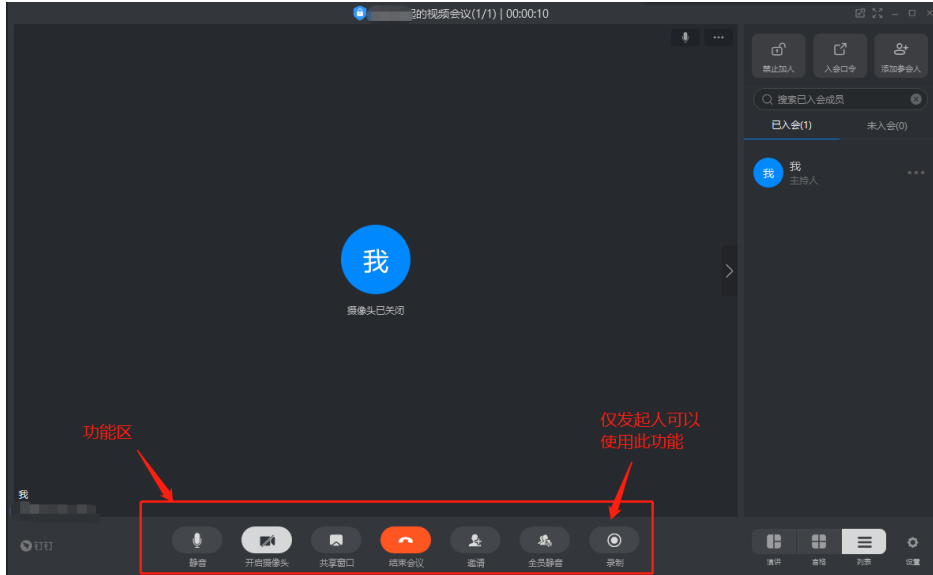 起的视频会议(1/1) | 00:00:10
禁止加人
入会口令
添加参会人
搜索已入会成员
已入会(1)
未入会(0)
我
我
主持人
我
摄像头已关闭
功能区
仅发起人可以
使用此功能
我
钉钉
静音
开启摄像头
共享窗口
结束会议
邀请
全员静音
录制
演讲
宫格
列表
设置